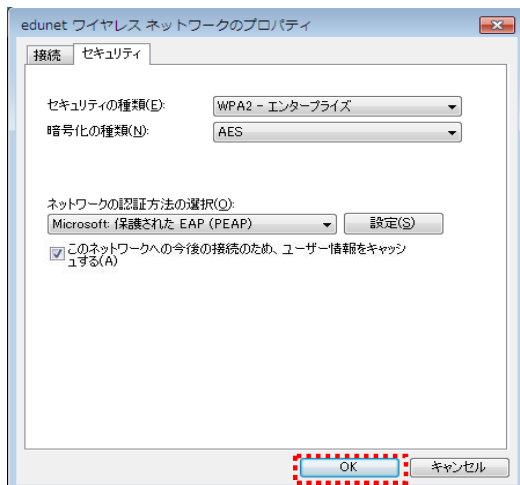 edunet ワイヤレス ネットワークのプロパティ
接続 セキュリティ
セキュリティの種類(E): WPA2 - エンタープライズ
暗号化の種類(N): AES
ネットワークの認証方法の選択(O):
Microsoft: 保護された EAP (PEAP) 設定(S)
このネットワークへの今後の接続のため、ユーザー情報をキャッシ
ュする(A)
OK キャンセル